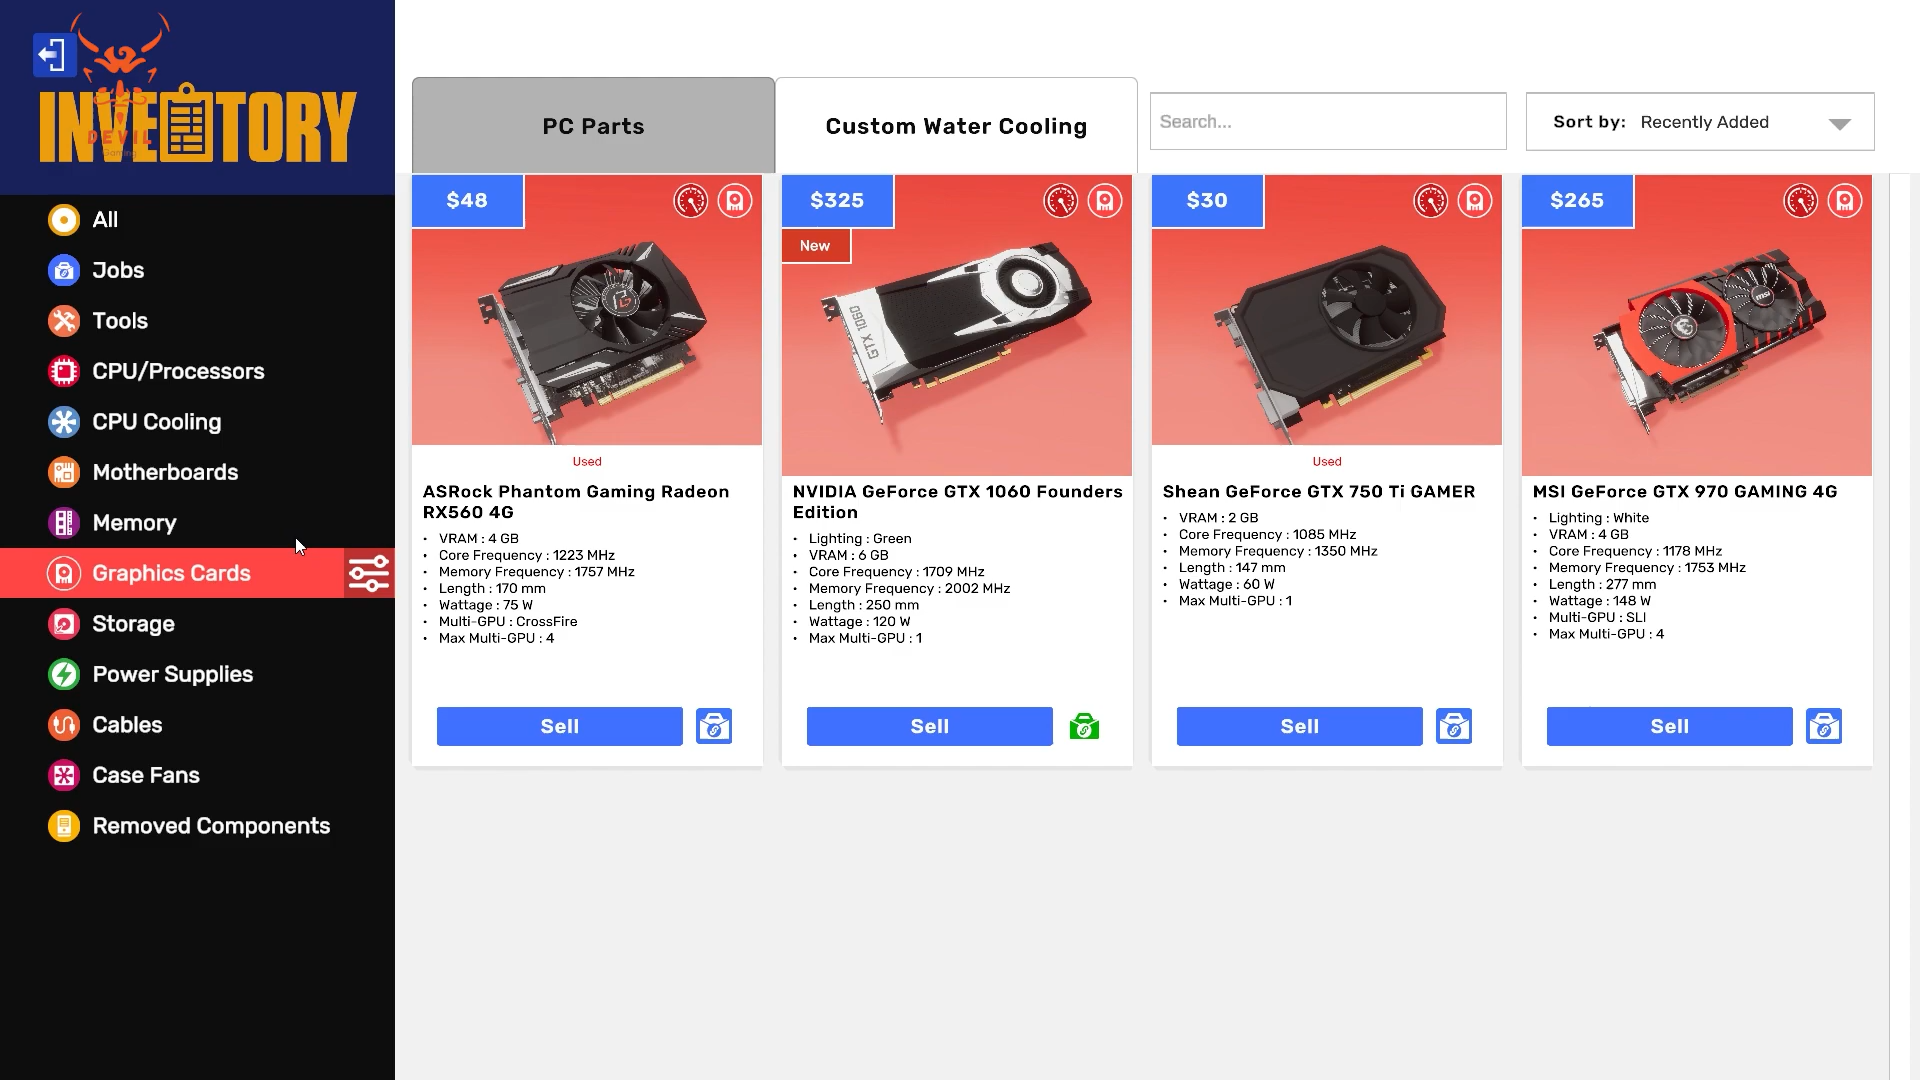 INVENTORY
DEVIL
Gaming
PC Parts
Custom Water Cooling
Search...
Sort by: Recently Added
All
Jobs
Tools
CPU/Processors
CPU Cooling
Motherboards
Memory
Graphics Cards
Storage
Power Supplies
Cables
Case Fans
Removed Components
$48
Used
ASRock Phantom Gaming Radeon
RX560 4G
• VRAM : 4 GB
• Core Frequency : 1223 MHz
• Memory Frequency : 1757 MHz
• Length : 170 mm
• Wattage : 75 W
• Multi-GPU : CrossFire
• Max Multi-GPU : 4
Sell
$325
New
GTX 1060
NVIDIA GeForce GTX 1060 Founders
Edition
• Lighting : Green
• VRAM : 6 GB
• Core Frequency : 1709 MHz
• Memory Frequency : 2002 MHz
• Length : 250 mm
• Wattage : 120 W
• Max Multi-GPU : 1
Sell
$30
Used
Shean GeForce GTX 750 Ti GAMER
• VRAM : 2 GB
• Core Frequency : 1085 MHz
• Memory Frequency : 1350 MHz
• Length : 147 mm
• Wattage : 60 W
• Max Multi-GPU : 1
Sell
$265
msi
MSI GeForce GTX 970 GAMING 4G
• Lighting : White
• VRAM : 4 GB
• Core Frequency : 1178 MHz
• Memory Frequency : 1753 MHz
• Length : 277 mm
• Wattage : 148 W
• Multi-GPU : SLI
• Max Multi-GPU : 4
Sell